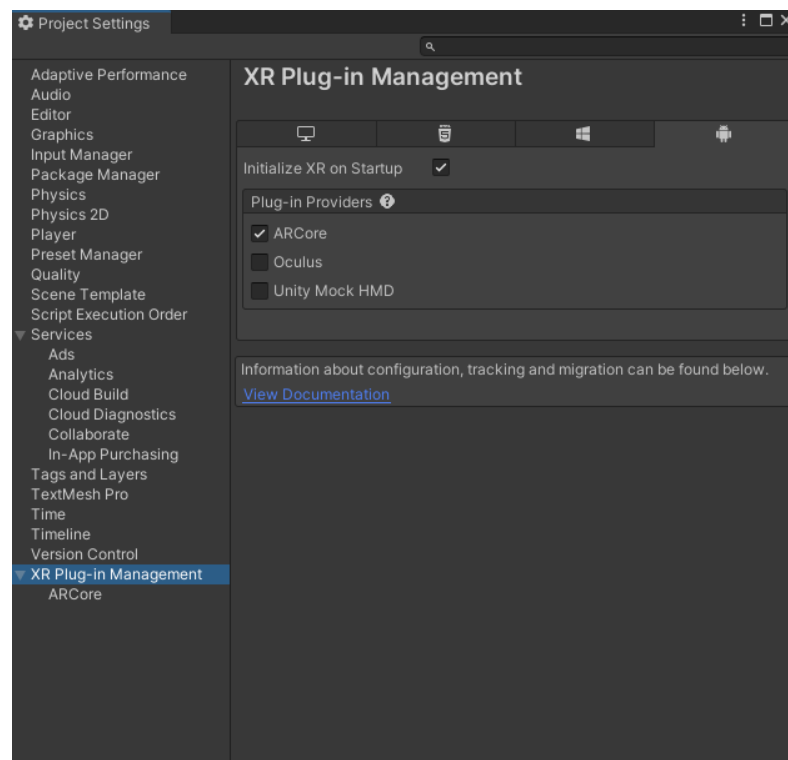 Project Settings
Adaptive Performance
Audio
Editor
Graphics
Input Manager
Package Manager
Physics
Physics 2D
Player
Preset Manager
Quality
Scene Template
Script Execution Order
Services
Ads
Analytics
Cloud Build
Cloud Diagnostics
Collaborate
In-App Purchasing
Tags and Layers
TextMesh Pro
Time
Timeline
Version Control
XR Plug-in Management
ARCore
XR Plug-in Management
Initialize XR on Startup
Plug-in Providers
ARCore
Oculus
Unity Mock HMD
Information about configuration, tracking and migration can be found below.
View Documentation